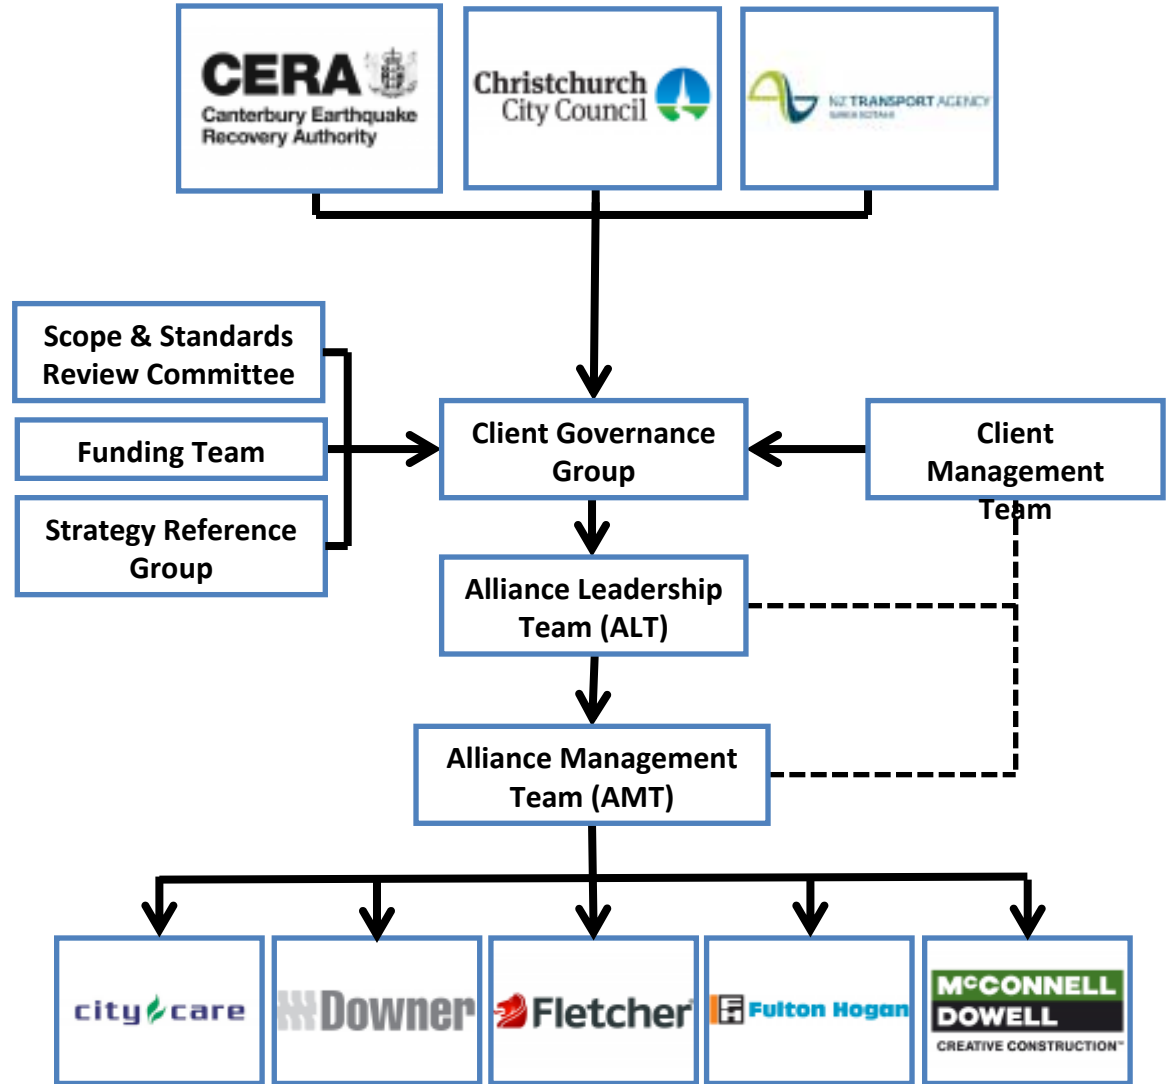 CERA
Canterbury Earthquake
Recovery Authority
Christchurch
City Council
NZ TRANSPORT AGENCY
Scope & Standards
Review Committee
Funding Team
Strategy Reference
Group
Client Governance
Group
Client
Management
Team
Alliance Leadership
Team (ALT)
Alliance Management
Team (AMT)
city care
Downer
Fletcher
Fulton Hogan
McCONNELL
DOWELL
CREATIVE CONSTRUCTION™